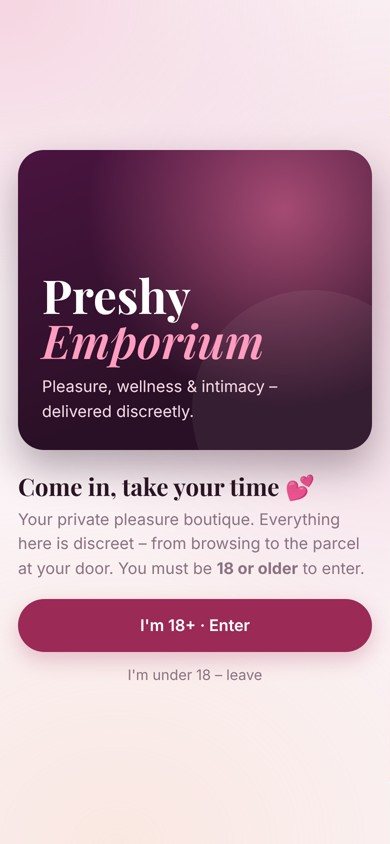 Preshy
Emporium
Pleasure, wellness & intimacy –
delivered discreetly.
Come in, take your time 💕
Your private pleasure boutique. Everything
here is discreet – from browsing to the parcel
at your door. You must be 18 or older to enter.
I'm 18+ · Enter
I'm under 18 – leave